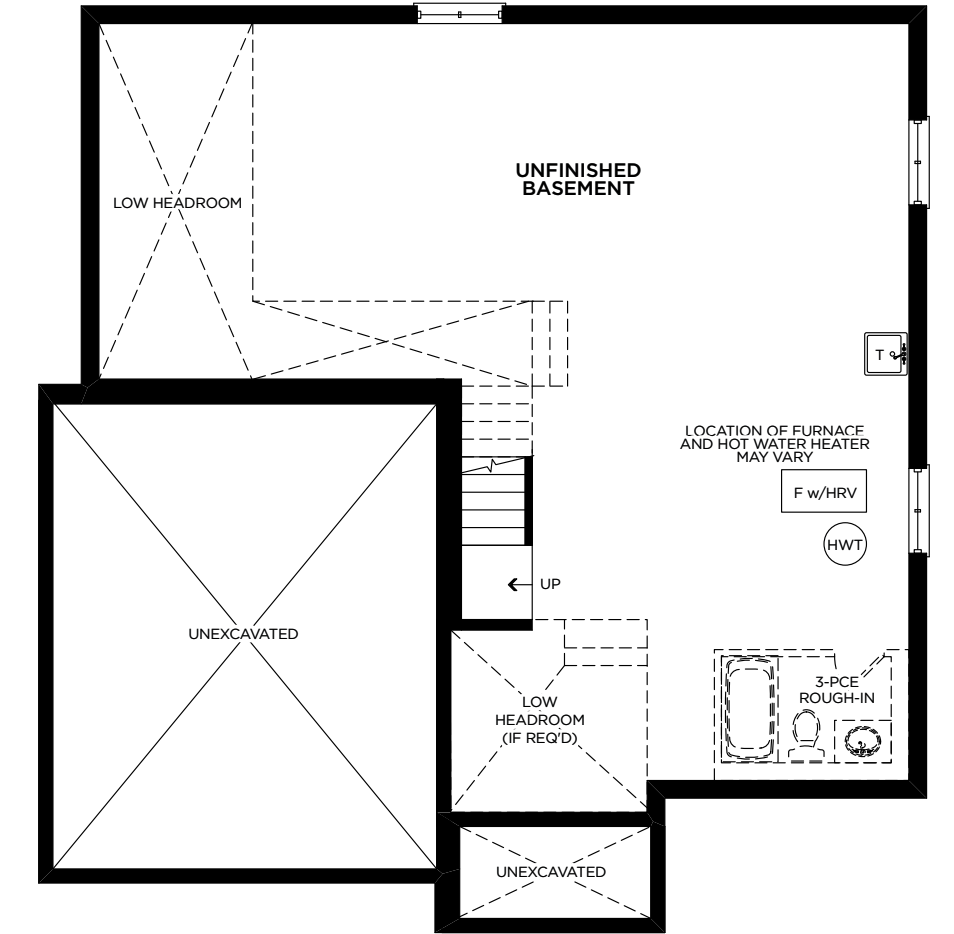 UNFINISHED
BASEMENT
LOW HEADROOM
T
LOCATION OF FURNACE
AND HOT WATER HEATER
MAY VARY
F w/HRV
HWT
UP
UNEXCAVATED
3-PCE
ROUGH-IN
LOW
HEADROOM
(IF REQ'D)
UNEXCAVATED